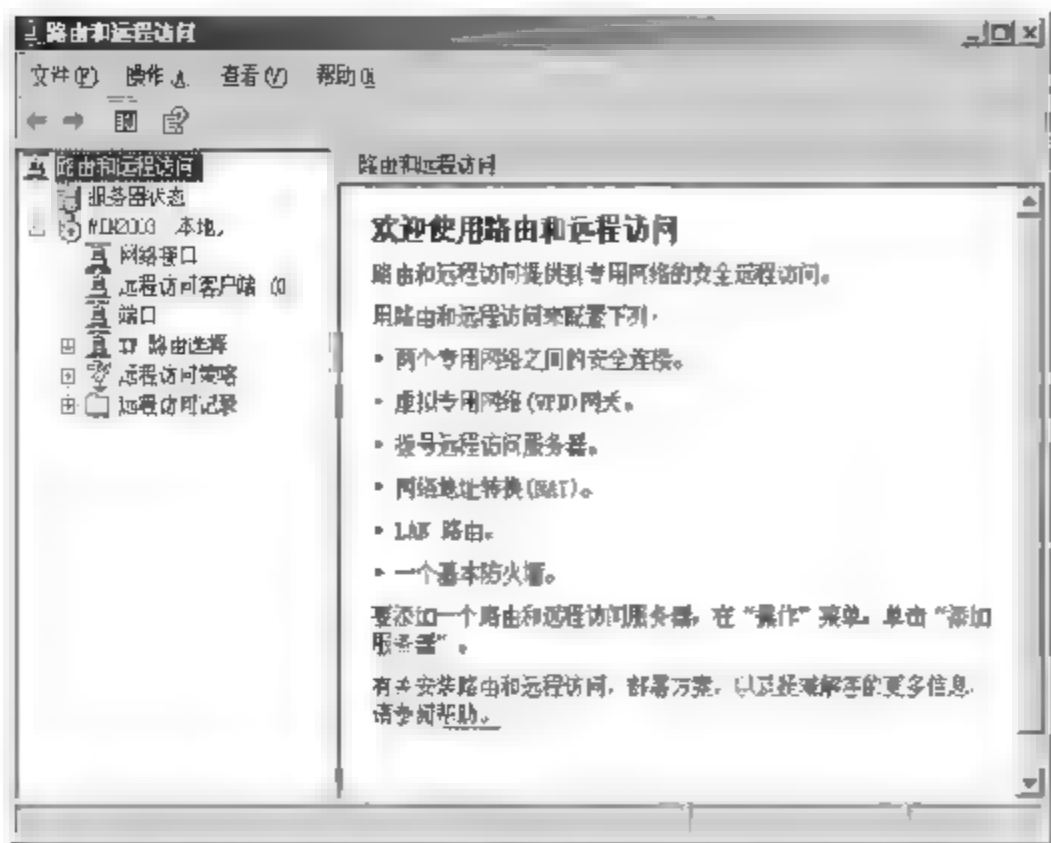 路由和远程访问
文件(F) 操作(A) 查看(V) 帮助(H)
路由和远程访问
服务器状态
WIN2003 (本地)
网络接口
远程访问客户端 (0
端口
IP 路由选择
远程访问策略
远程访问记录
路由和远程访问
欢迎使用路由和远程访问
路由和远程访问提供到专用网络的安全远程访问。
用路由和远程访问来配置下列:
• 两个专用网络之间的安全连接。
• 虚拟专用网络(VPN)网关。
• 拨号远程访问服务器。
• 网络地址转换(NAT)。
• LAN 路由。
• 一个基本防火墙。
要添加一个路由和远程访问服务器,在“操作”菜单,单击“添加
服务器”。
有关安装路由和远程访问,部署方案,以及疑难解答的更多信息,
请参阅帮助。